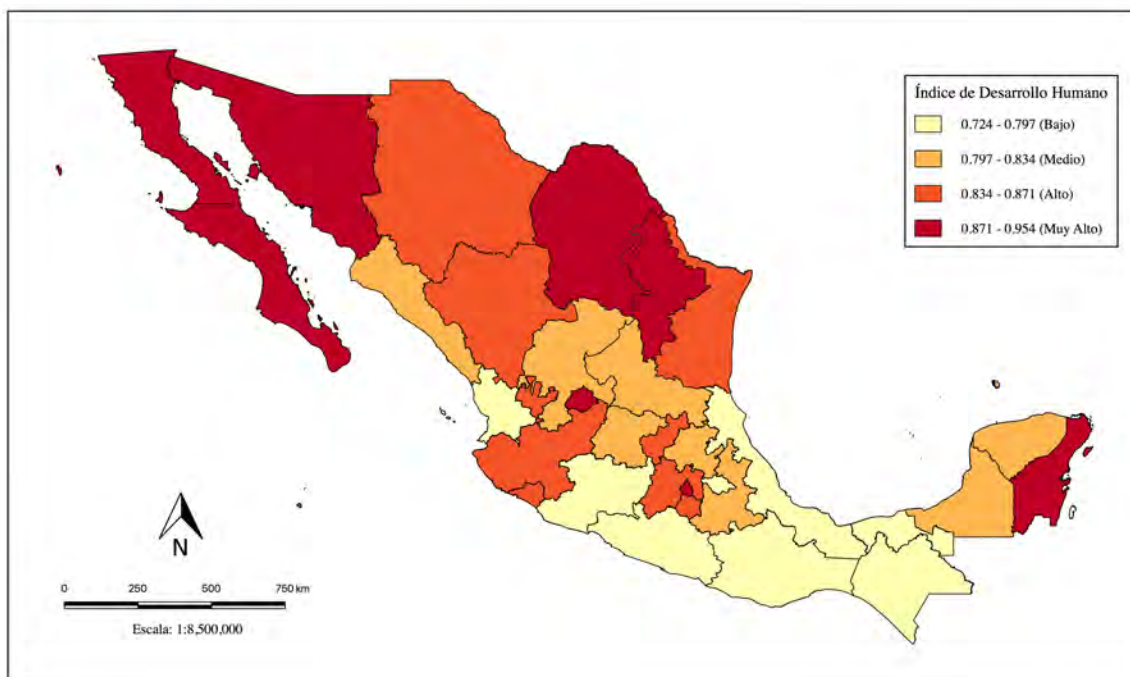 Índice de Desarrollo Humano
0.724 - 0.797 (Bajo)
0.797 - 0.834 (Medio)
0.834 - 0.871 (Alto)
0.871 - 0.954 (Muy Alto)
N
0 250 500 750 km
Escala: 1:8,500,000